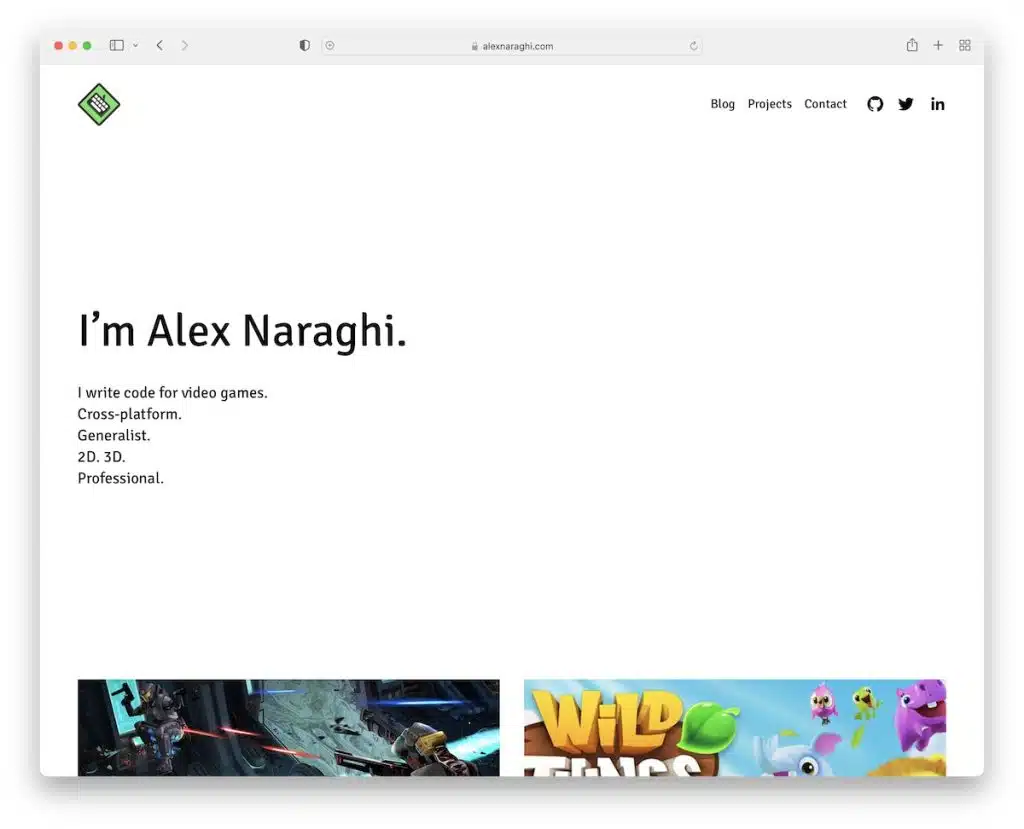 alexnaraghi.com
Blog Projects Contact
I’m Alex Naraghi.
I write code for video games.
Cross-platform.
Generalist.
2D. 3D.
Professional.
WiLD
THINGS